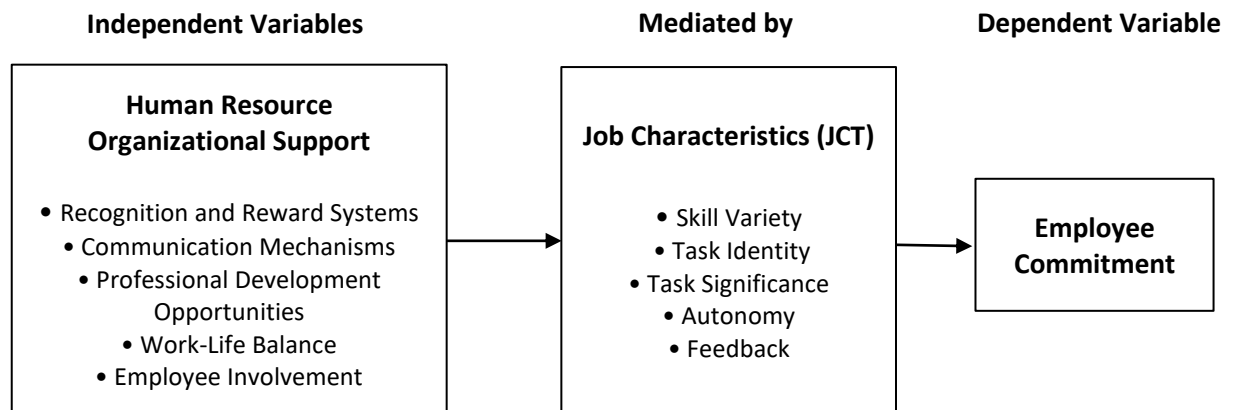 Independent Variables
Mediated by
Dependent Variable
Human Resource
Organizational Support
• Recognition and Reward Systems
• Communication Mechanisms
• Professional Development
Opportunities
• Work-Life Balance
• Employee Involvement
Job Characteristics (JCT)
• Skill Variety
• Task Identity
• Task Significance
• Autonomy
• Feedback
Employee
Commitment